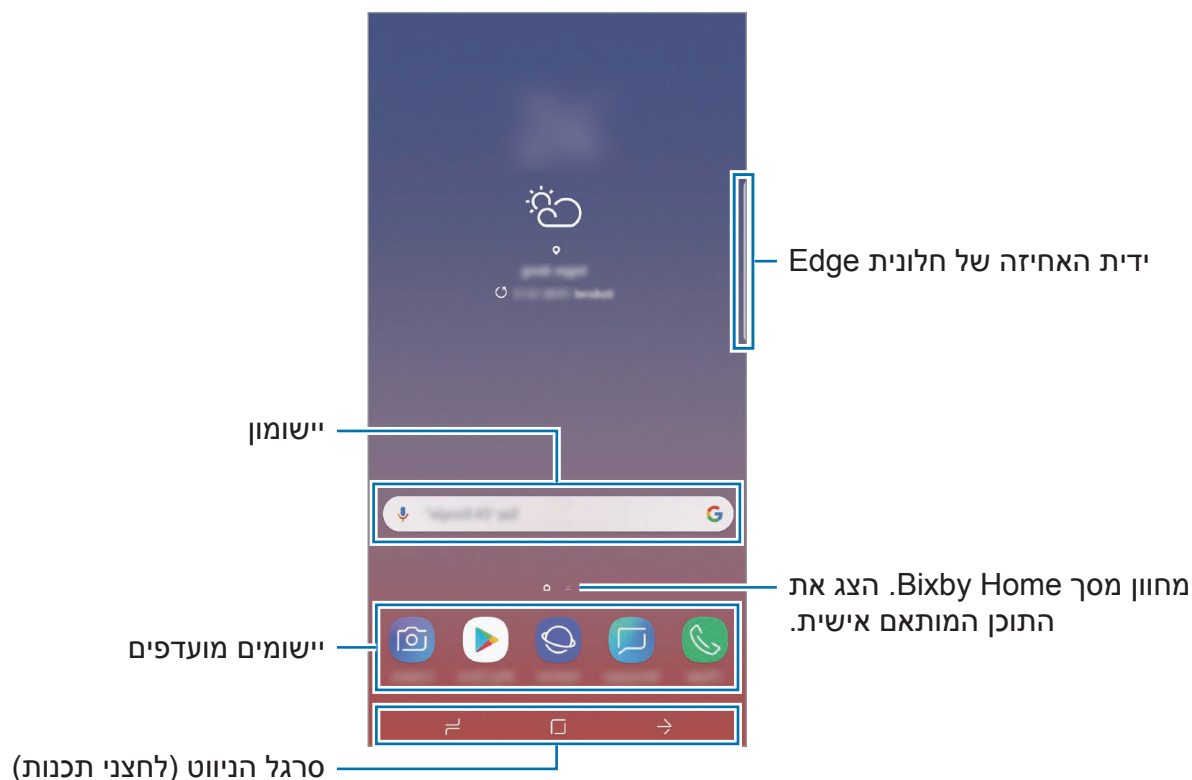 ידית האחיזה של חלונית Edge
יישומון
מחוון מסך Bixby Home. הצג את
התוכן המותאם אישית.
יישומים מועדפים
סרגל הניווט (לחצני תכנות)